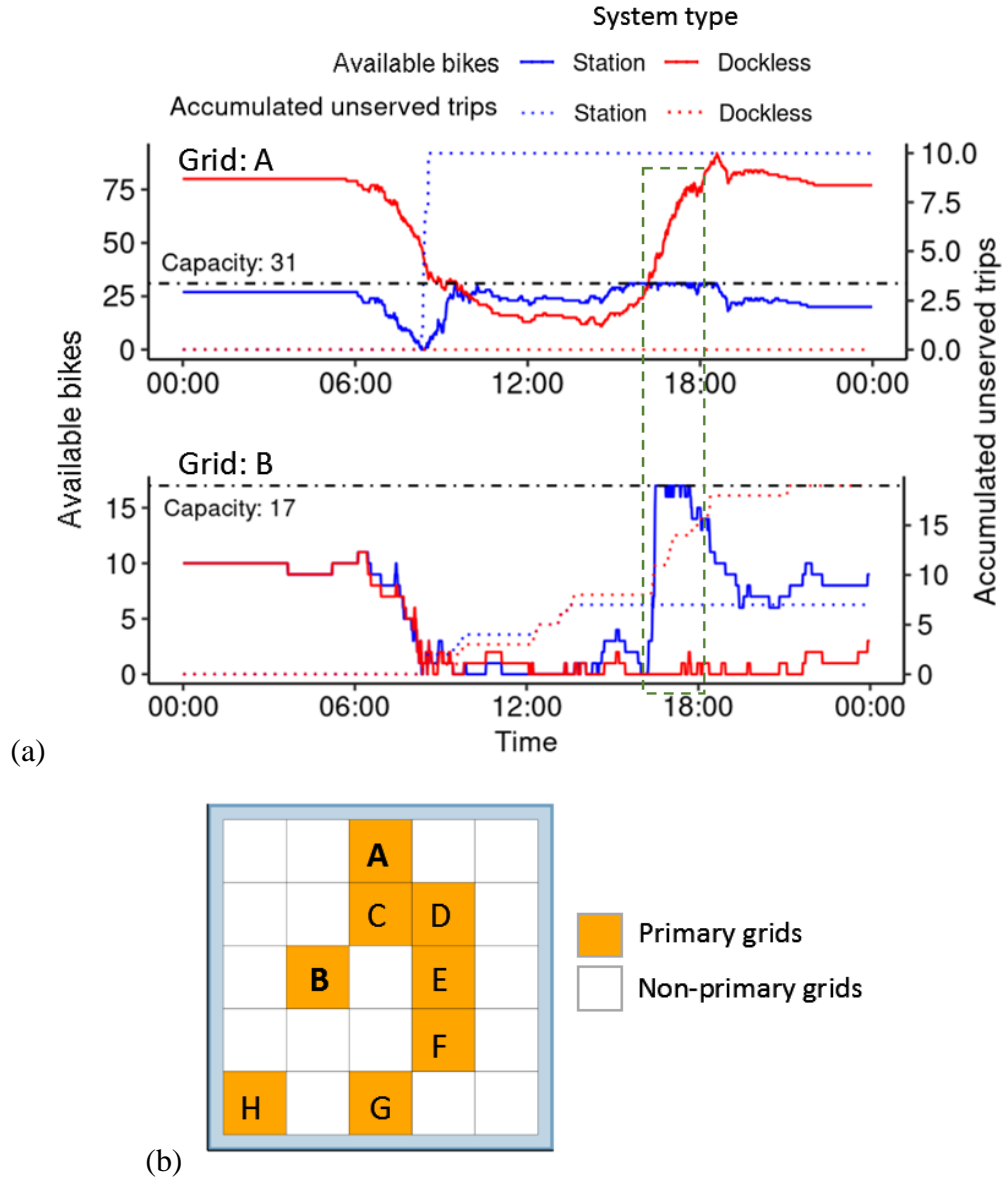 System type
Available bikes Station Dockless
Accumulated unserved trips Station Dockless
Grid: A
Capacity: 31
75
50
25
0
10.0
7.5
5.0
2.5
0.0
00:00 06:00 12:00 18:00 00:00
Available bikes
Accumulated unserved trips
Grid: B
Capacity: 17
15
10
5
0
15
10
5
0
00:00 06:00 12:00 18:00 00:00
Time
(a)
A
C D
B E
F
H G
Primary grids
Non-primary grids
(b)